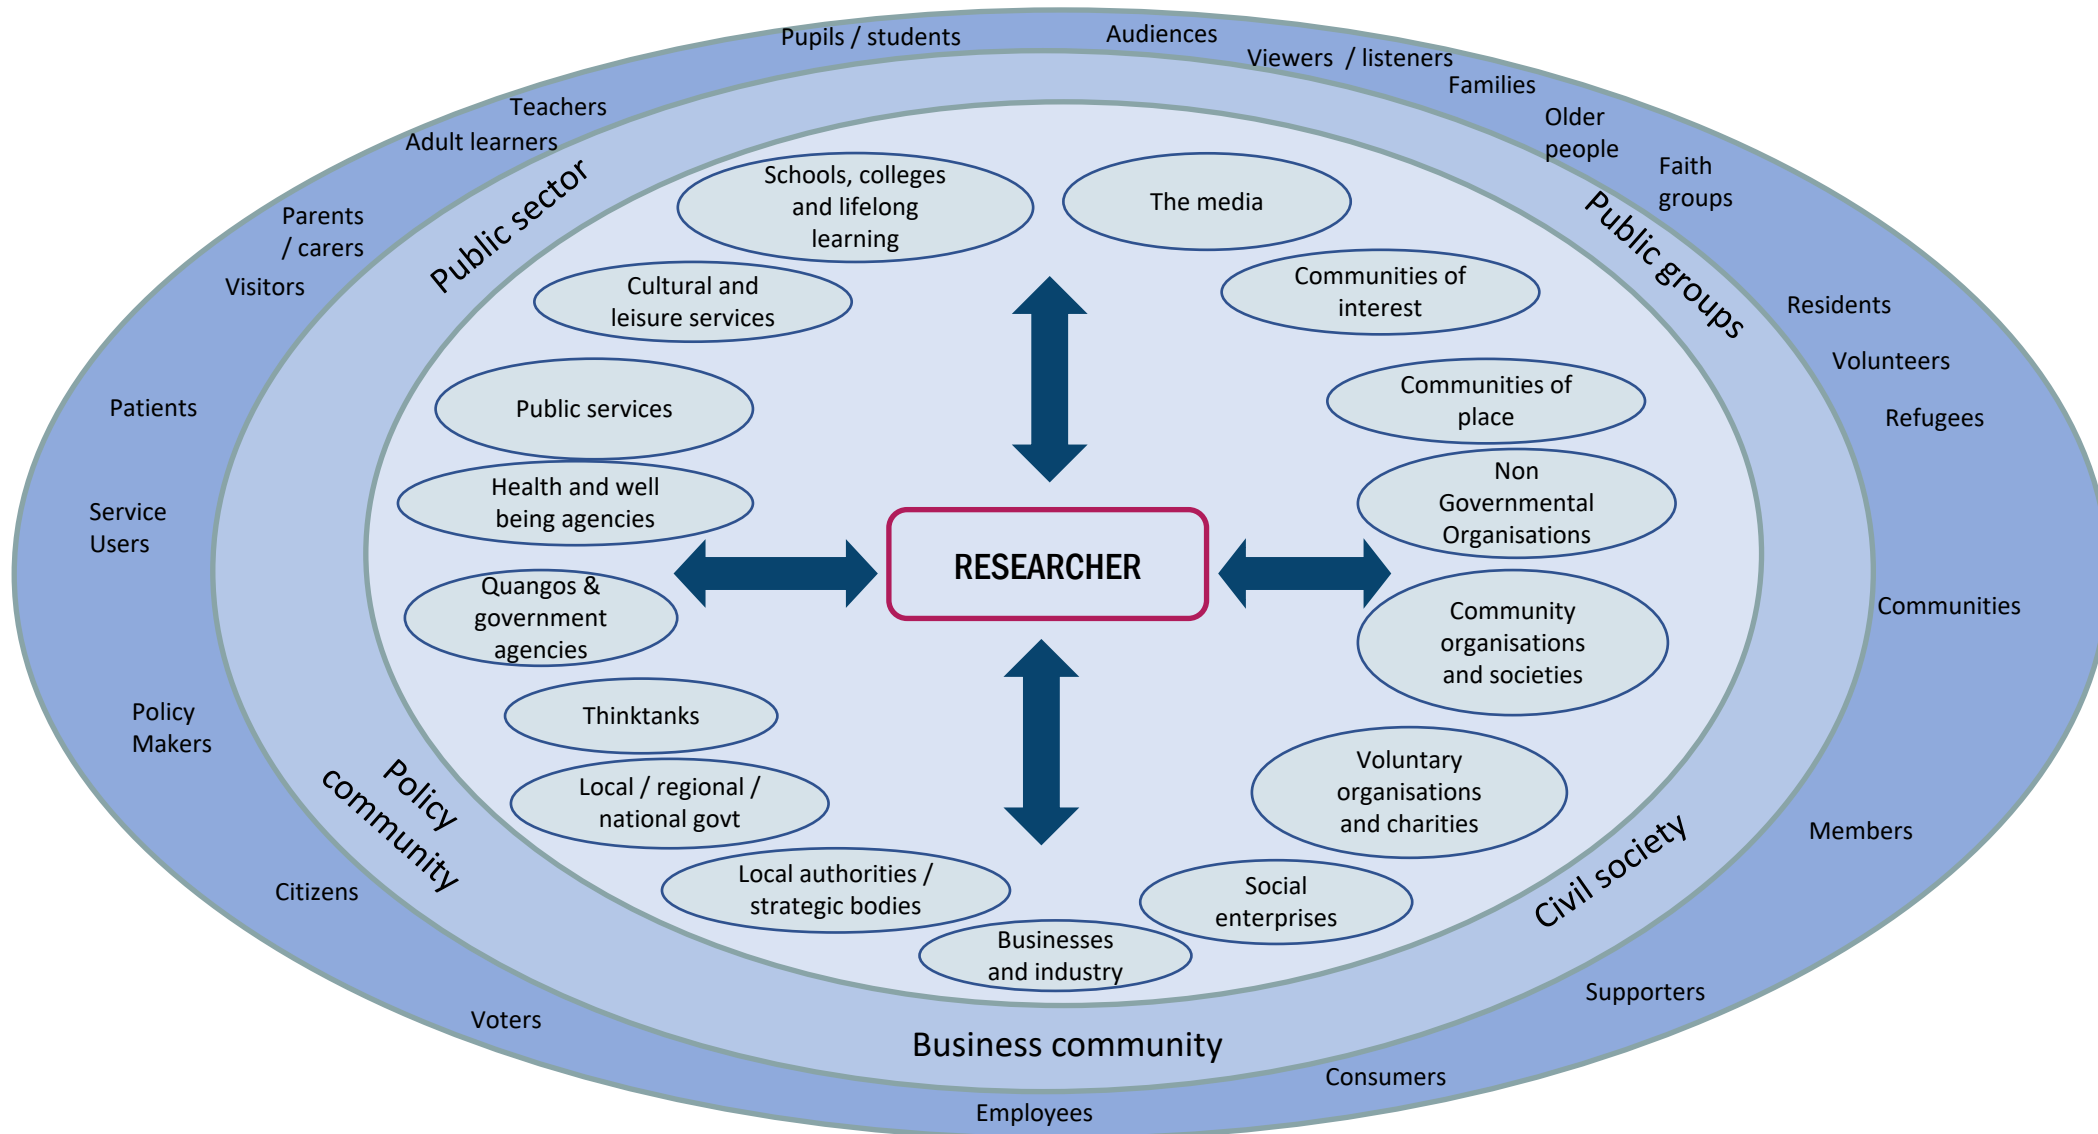 Pupils / students
Audiences
Viewers / listeners
Families
Older
people
Faith
groups
Teachers
Adult learners
Parents
/ carers
Visitors
Patients
Service
Users
Policy
Makers
Citizens
Voters
Employees
Consumers
Supporters
Members
Communities
Refugees
Volunteers
Residents
Public sector
Public groups
Policy
community
Business community
Civil society
Schools, colleges
and lifelong
learning
The media
Cultural and
leisure services
Communities of
interest
Public services
Communities of
place
Health and well
being agencies
Non
Governmental
Organisations
RESEARCHER
Quangos &
government
agencies
Community
organisations
and societies
Thinktanks
Local / regional /
national govt
Voluntary
organisations
and charities
Local authorities /
strategic bodies
Social
enterprises
Businesses
and industry